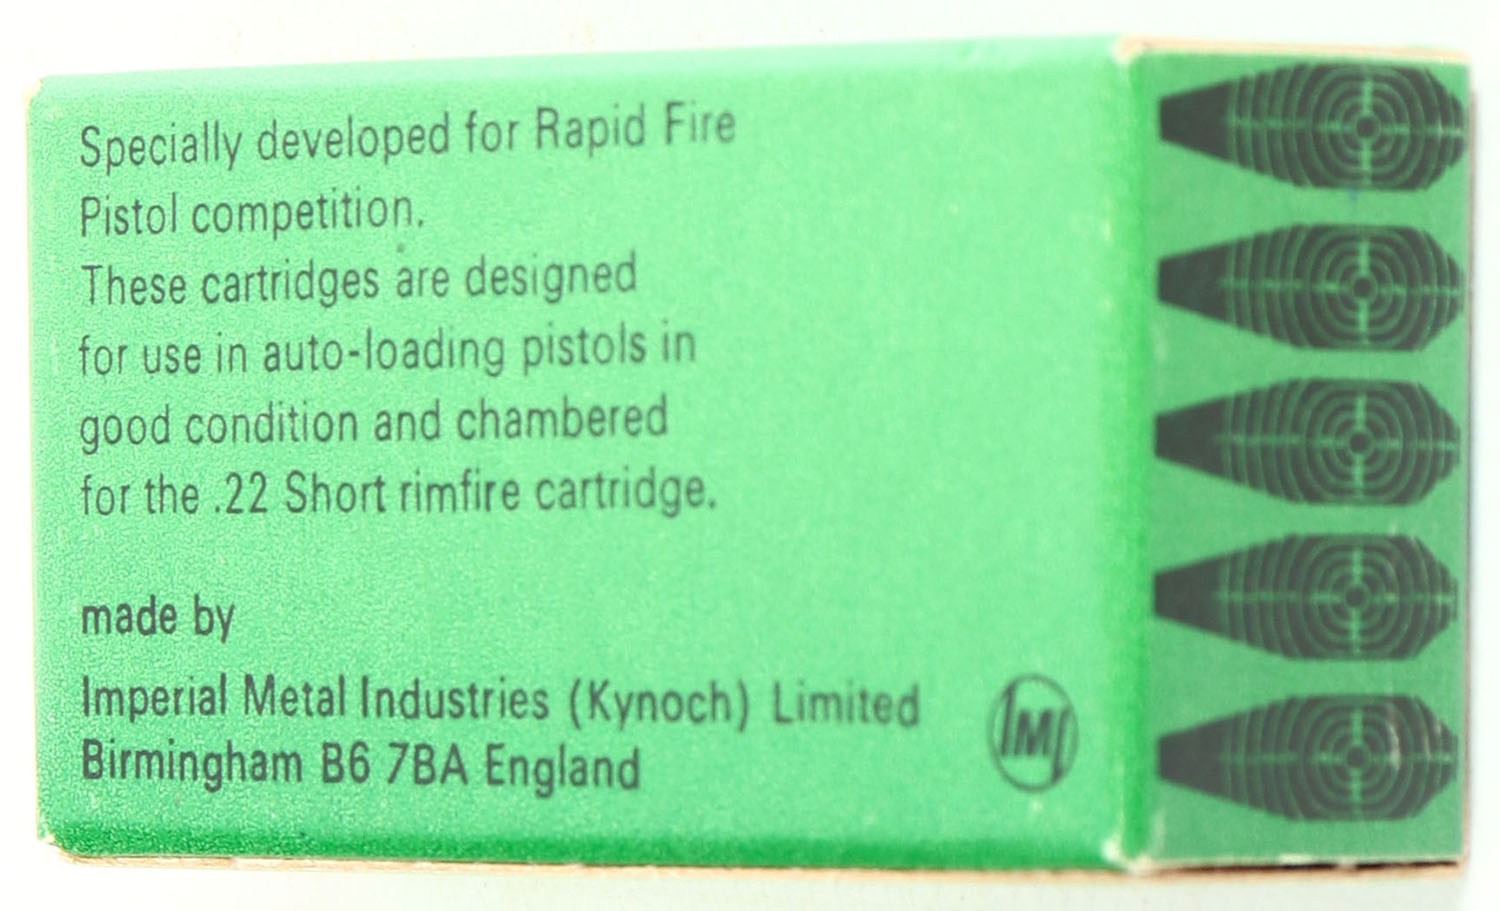 Specially developed for Rapid Fire
Pistol competition.
These cartridges are designed
for use in auto-loading pistols in
good condition and chambered
for the .22 Short rimfire cartridge.
made by
Imperial Metal Industries (Kynoch) Limited
Birmingham B6 7BA England
IMI